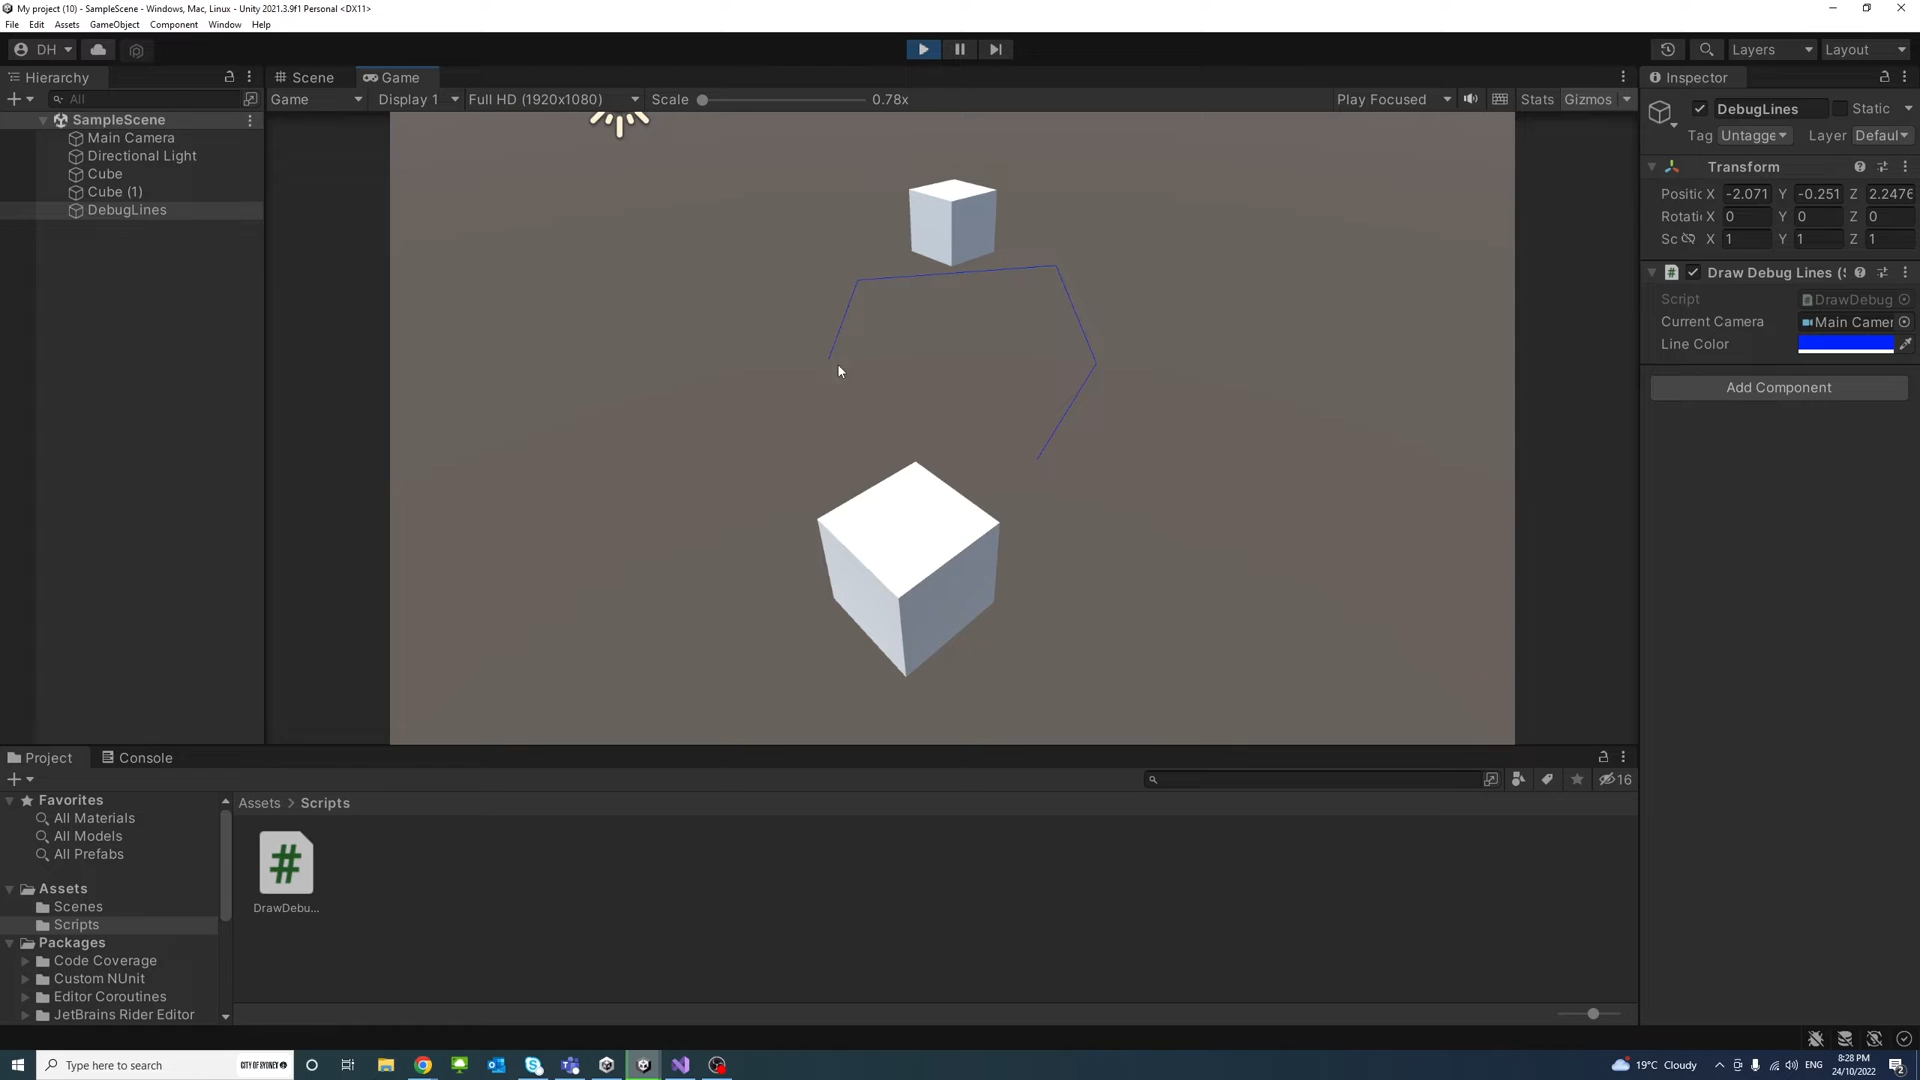 My project (10) - SampleScene - Windows, Mac, Linux - Unity 2021.3.9f1 Personal <DX11>
File Edit Assets GameObject Component Window Help
DH Layers Layout
Hierarchy Scene Game Inspector
All Game Display 1 Full HD (1920x1080) Scale 0.78x Play Focused Stats Gizmos
SampleScene
Main Camera
Directional Light
Cube
Cube (1)
DebugLines
DebugLines Static
Tag Untagge Layer Defaul
Transform
Positic X -2.071 Y -0.251 Z 2.2476
Rotati X 0 Y 0 Z 0
Sc X 1 Y 1 Z 1
# Draw Debug Lines (
Script # DrawDebug
Current Camera Main Camer
Line Color
Add Component
Project Console
16
Favorites
All Materials
All Models
All Prefabs
Assets
Scenes
Scripts
Packages
Code Coverage
Custom NUnit
Editor Coroutines
JetBrains Rider Editor
Assets > Scripts
#
DrawDebu...
Type here to search CITY OF SYDNEY
19°C Cloudy ENG 8:28 PM
24/10/2022 2